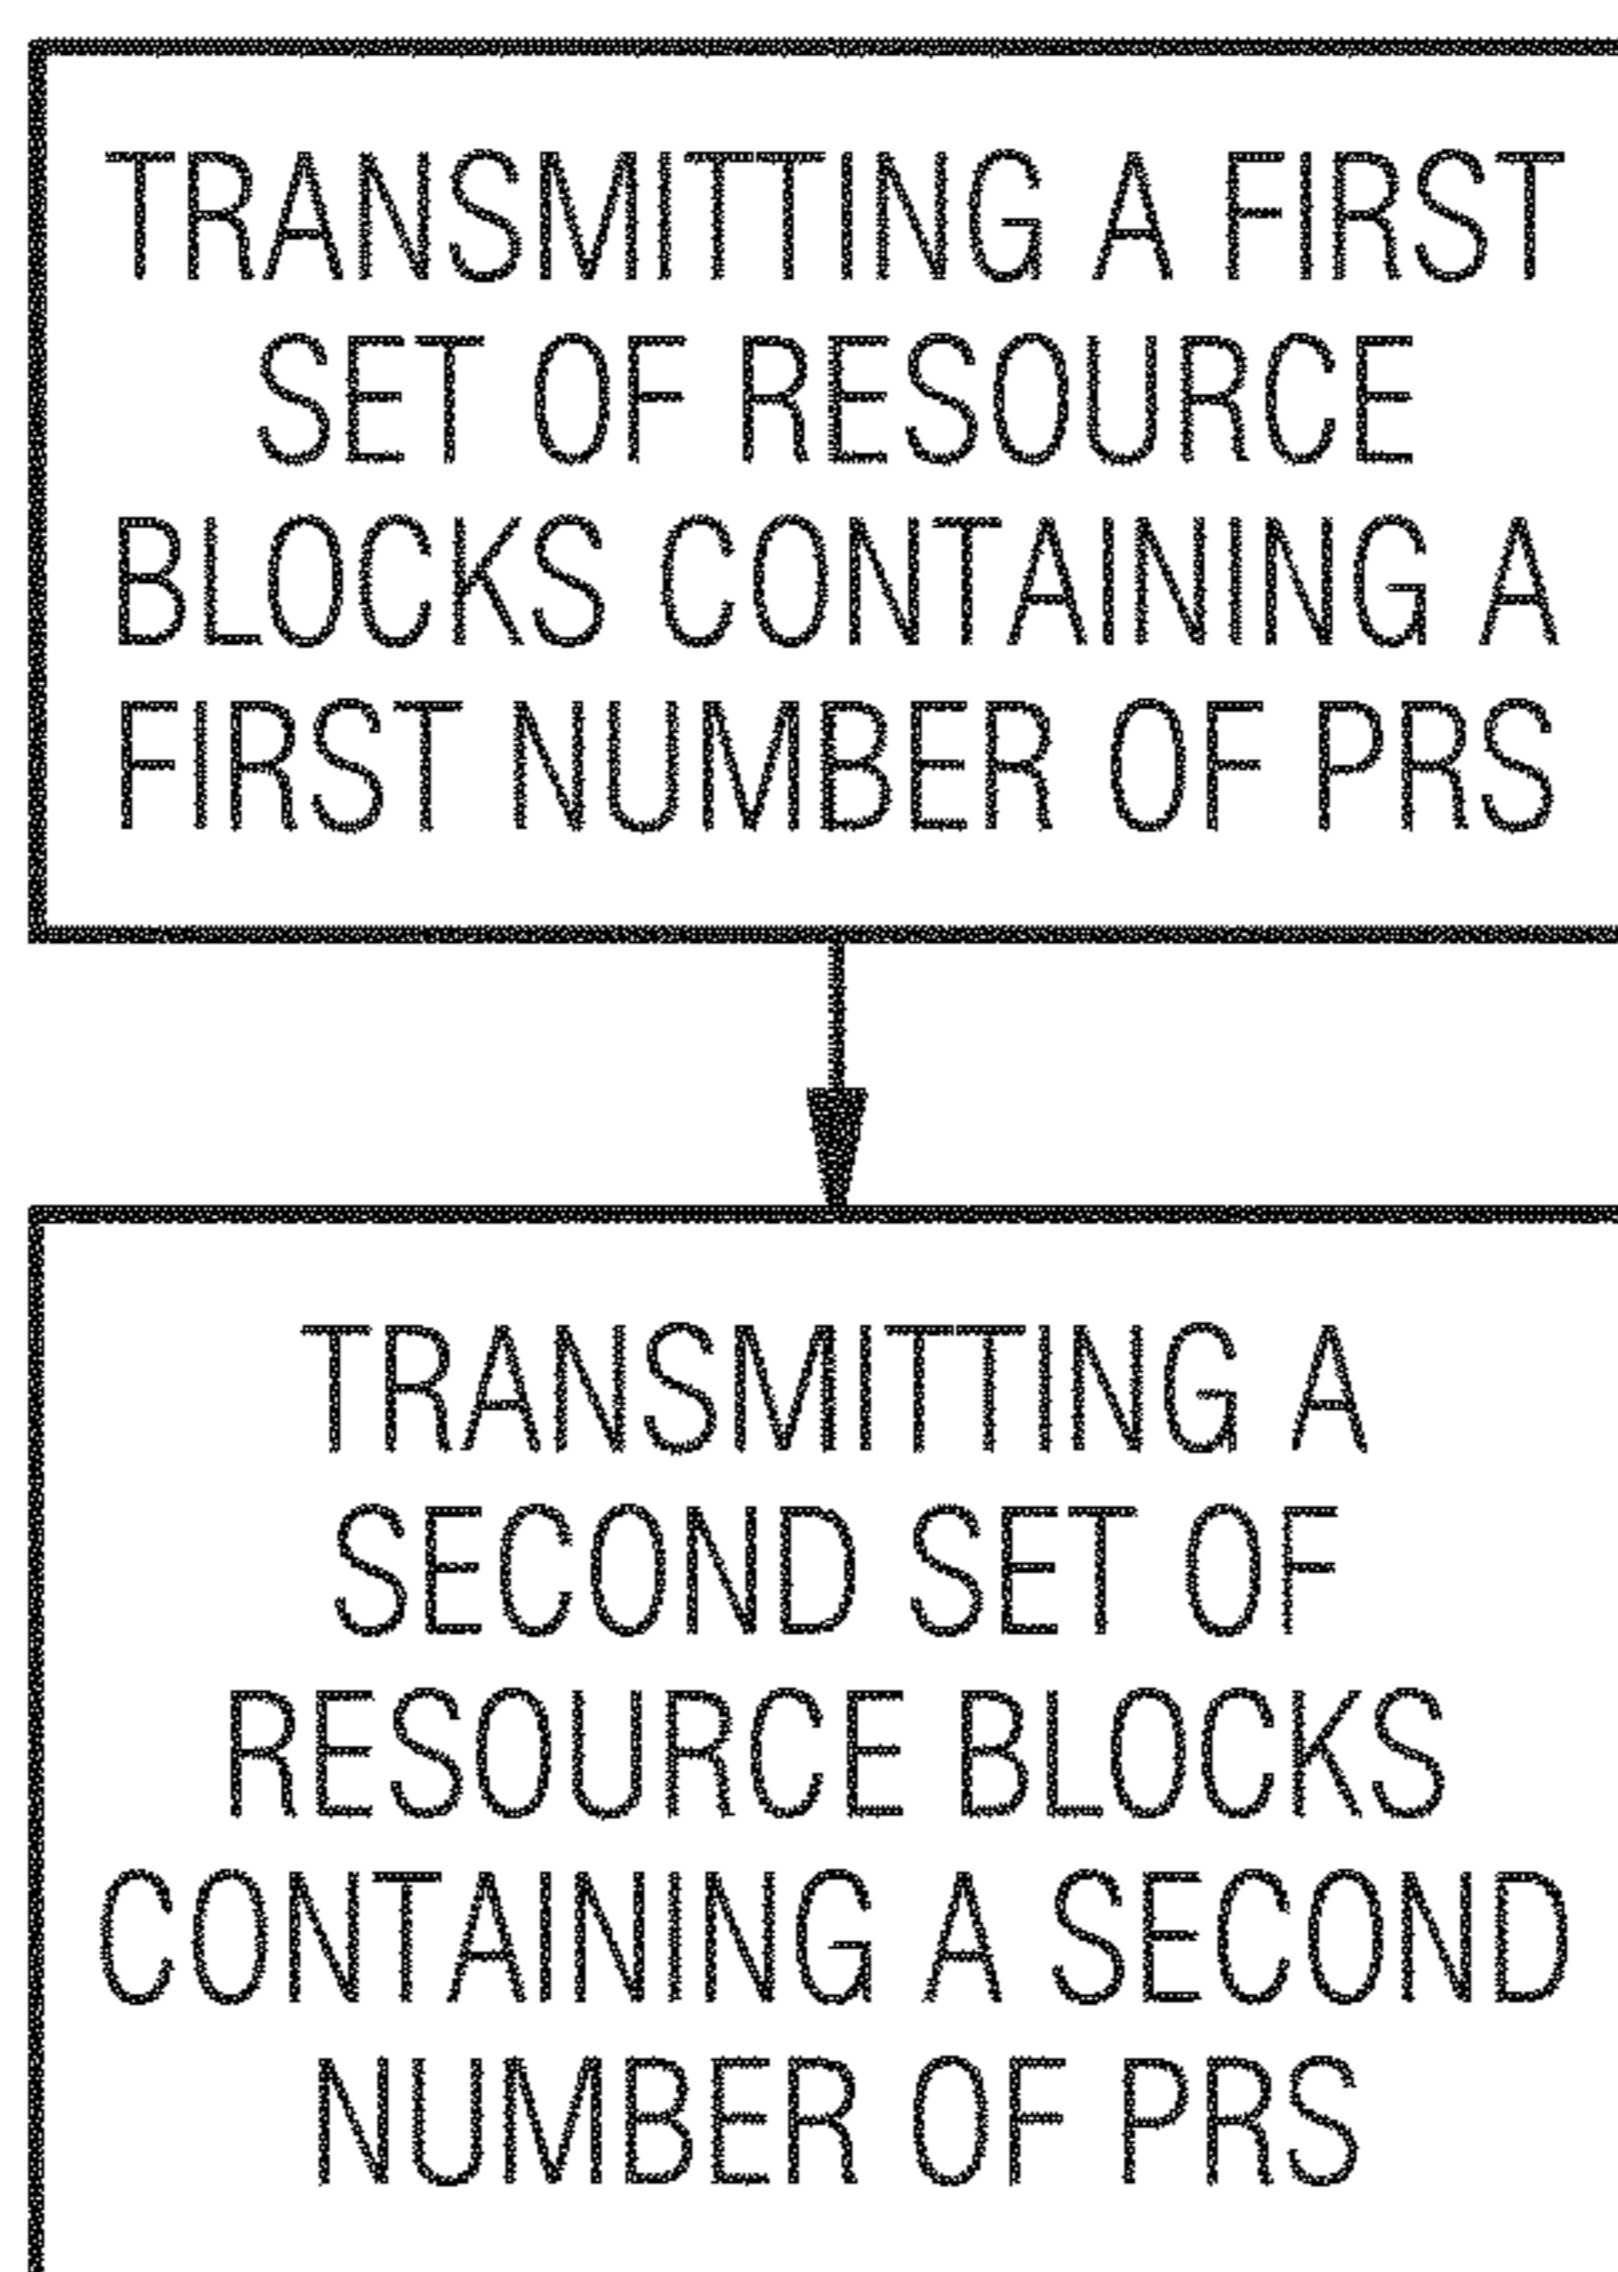 TRANSMITTING A FIRST
SET OF RESOURCE
BLOCKS CONTAINING A
FIRST NUMBER OF PRS
TRANSMITTING A
SECOND SET OF
RESOURCE BLOCKS
CONTAINING A SECOND
NUMBER OF PRS